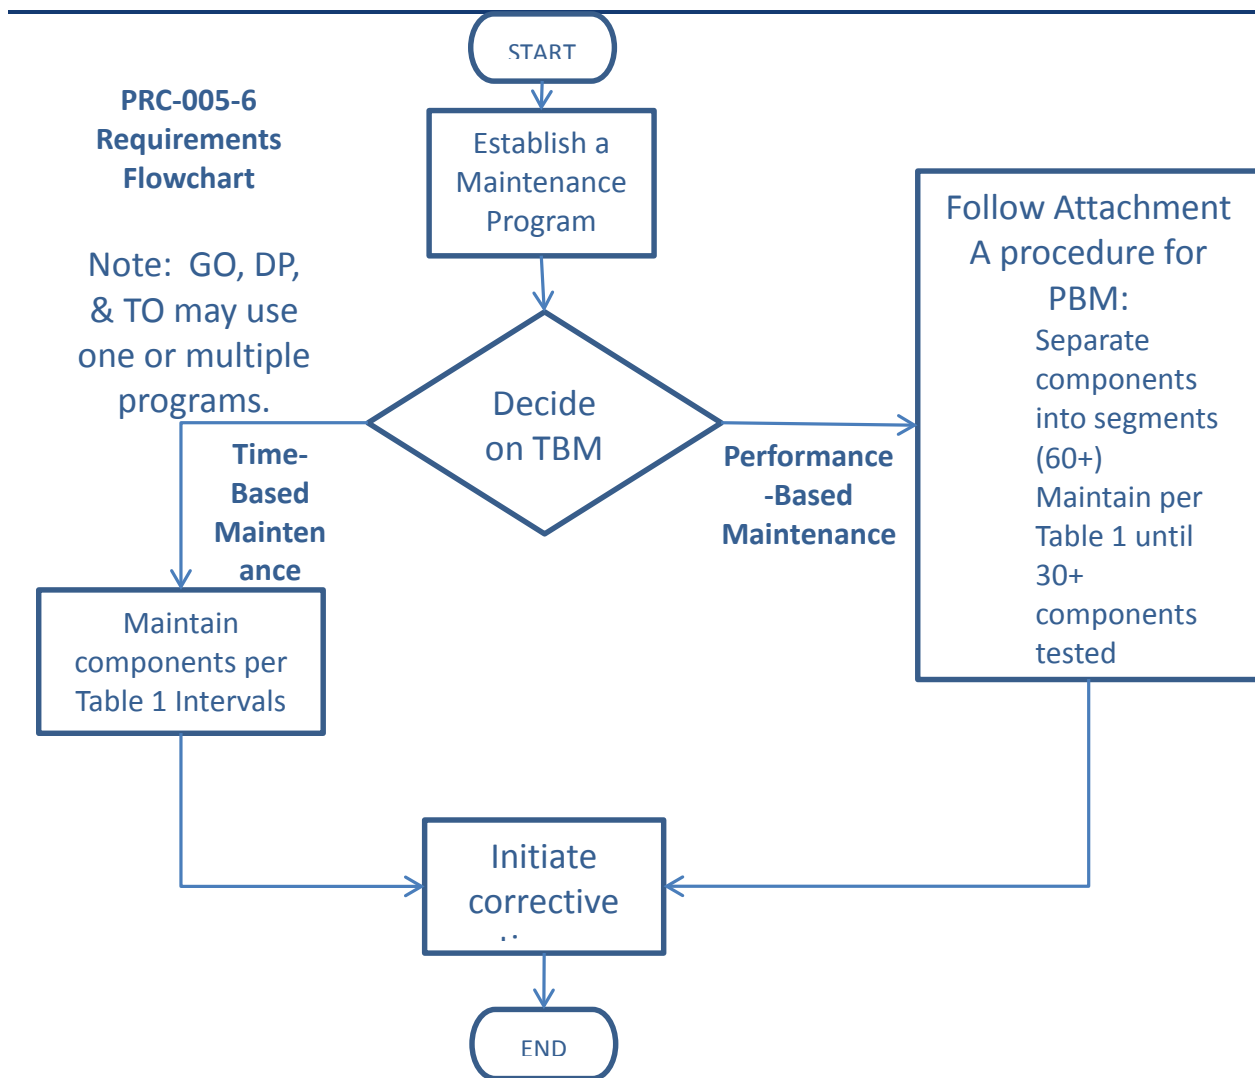 START
PRC-005-6
Requirements
Flowchart
Establish a
Maintenance
Program
Note:  GO, DP,
& TO may use
one or multiple
programs.
Decide
on TBM
Time-
Based
Mainten
ance
Performance
-Based
Maintenance
Follow Attachment
A procedure for
PBM:
Separate
components
into segments
(60+)
Maintain per
Table 1 until
30+
components
tested
Maintain
components per
Table 1 Intervals
Initiate
corrective
END